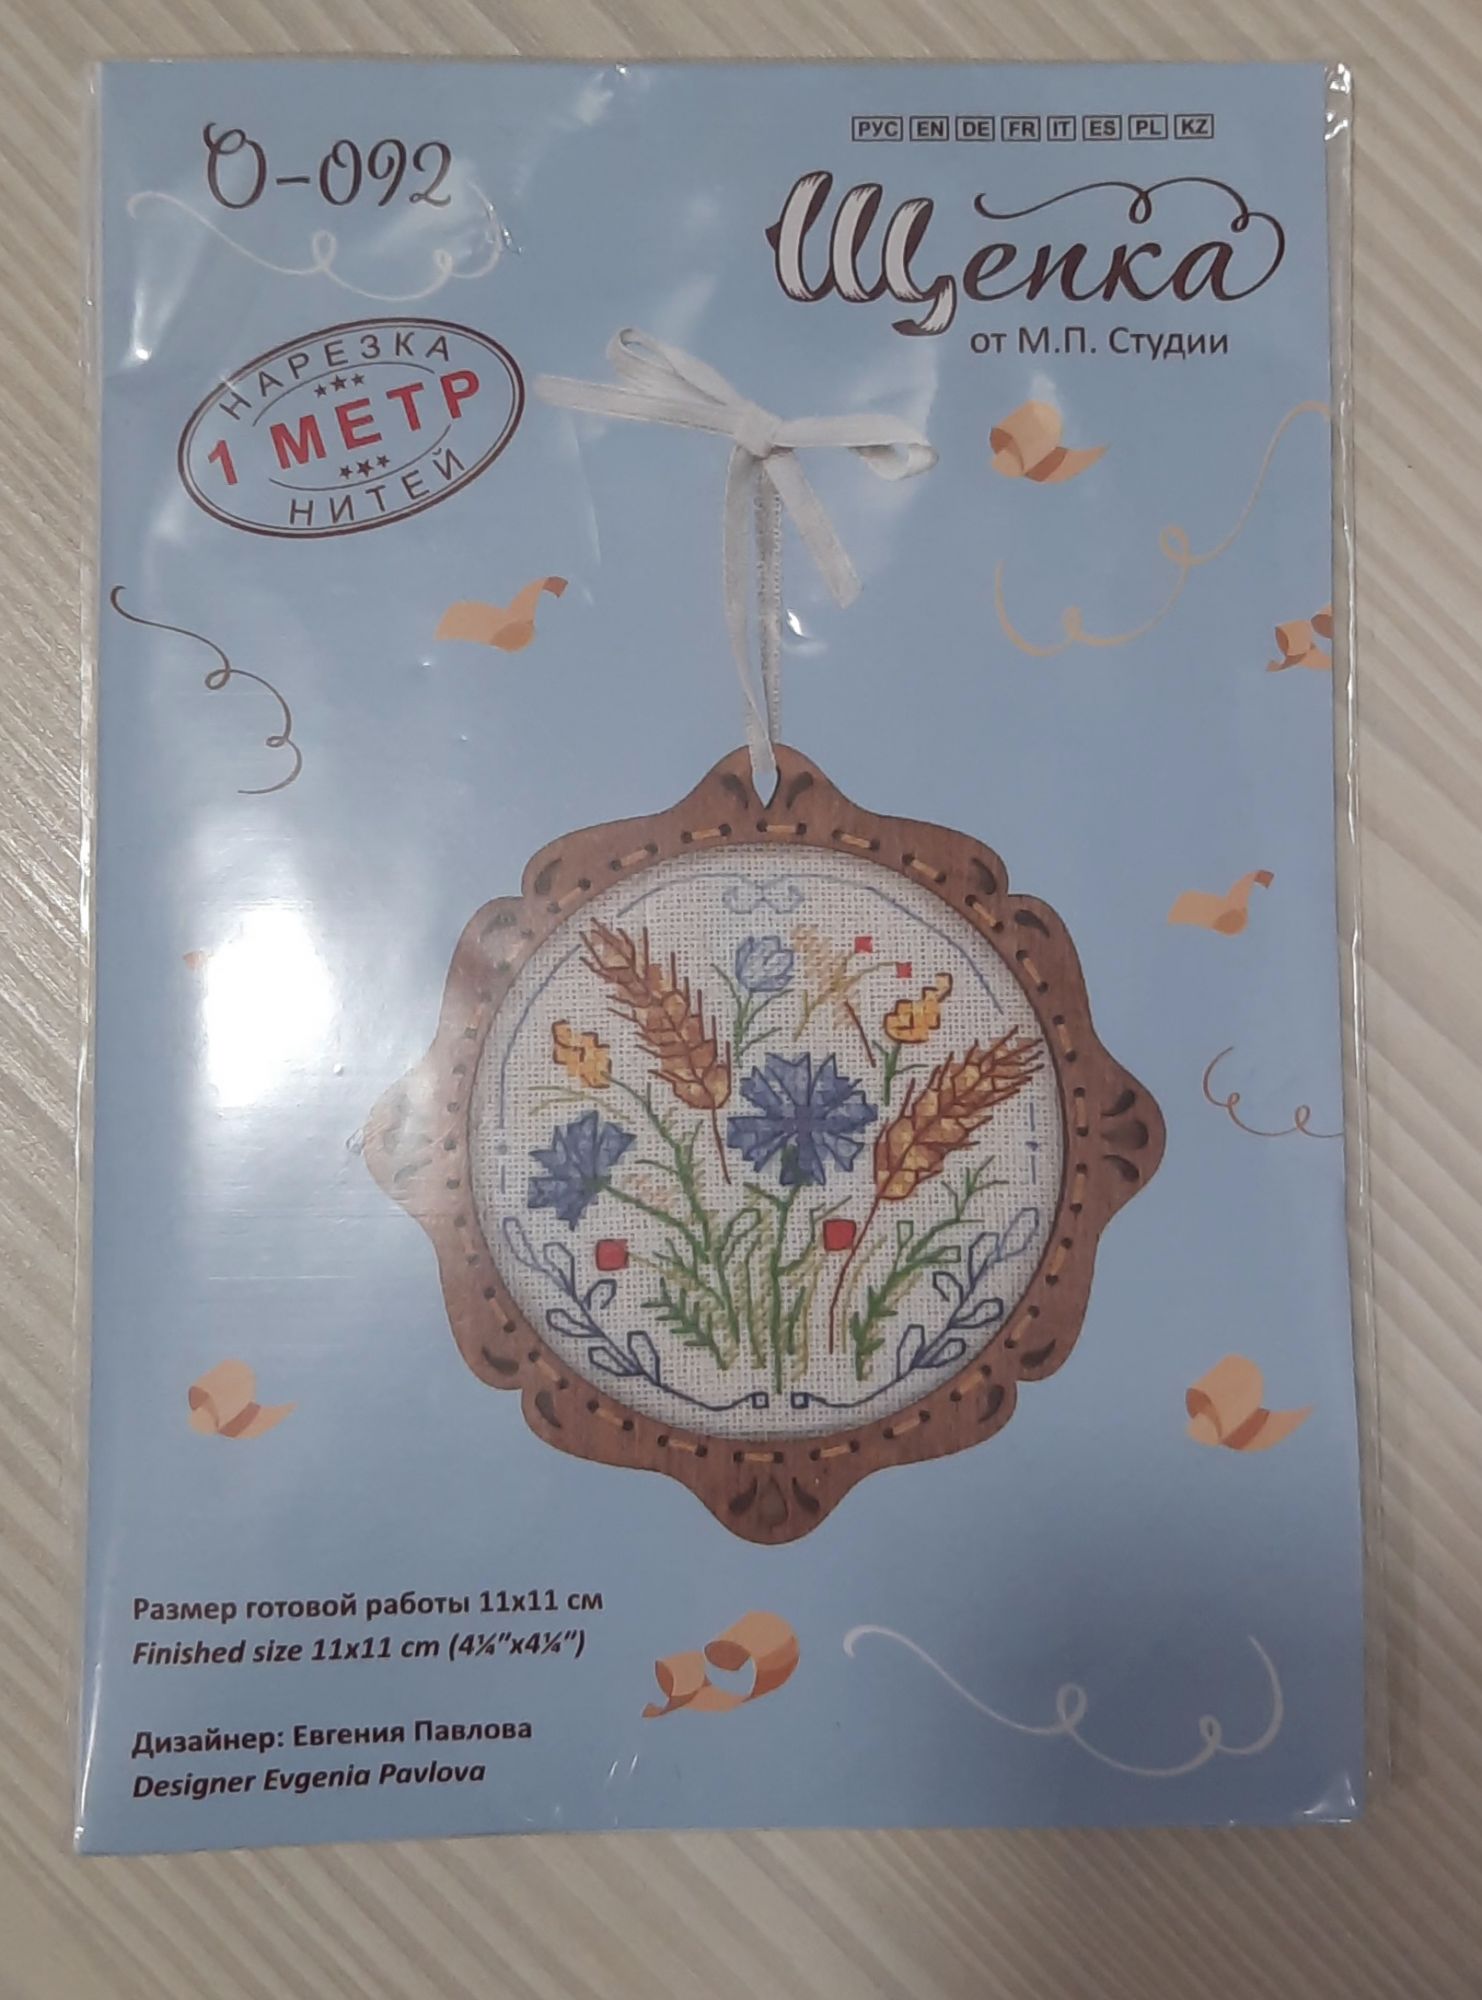 О-092
РУС EN DE FR IT ES PL KZ
Щепка
от М.П. Студии
НАРЕЗКА
1 МЕТР
НИТЕЙ
Размер готовой работы 11х11 см
Finished size 11x11 cm (4¼"x4¼")
Дизайнер: Евгения Павлова
Designer Evgenia Pavlova